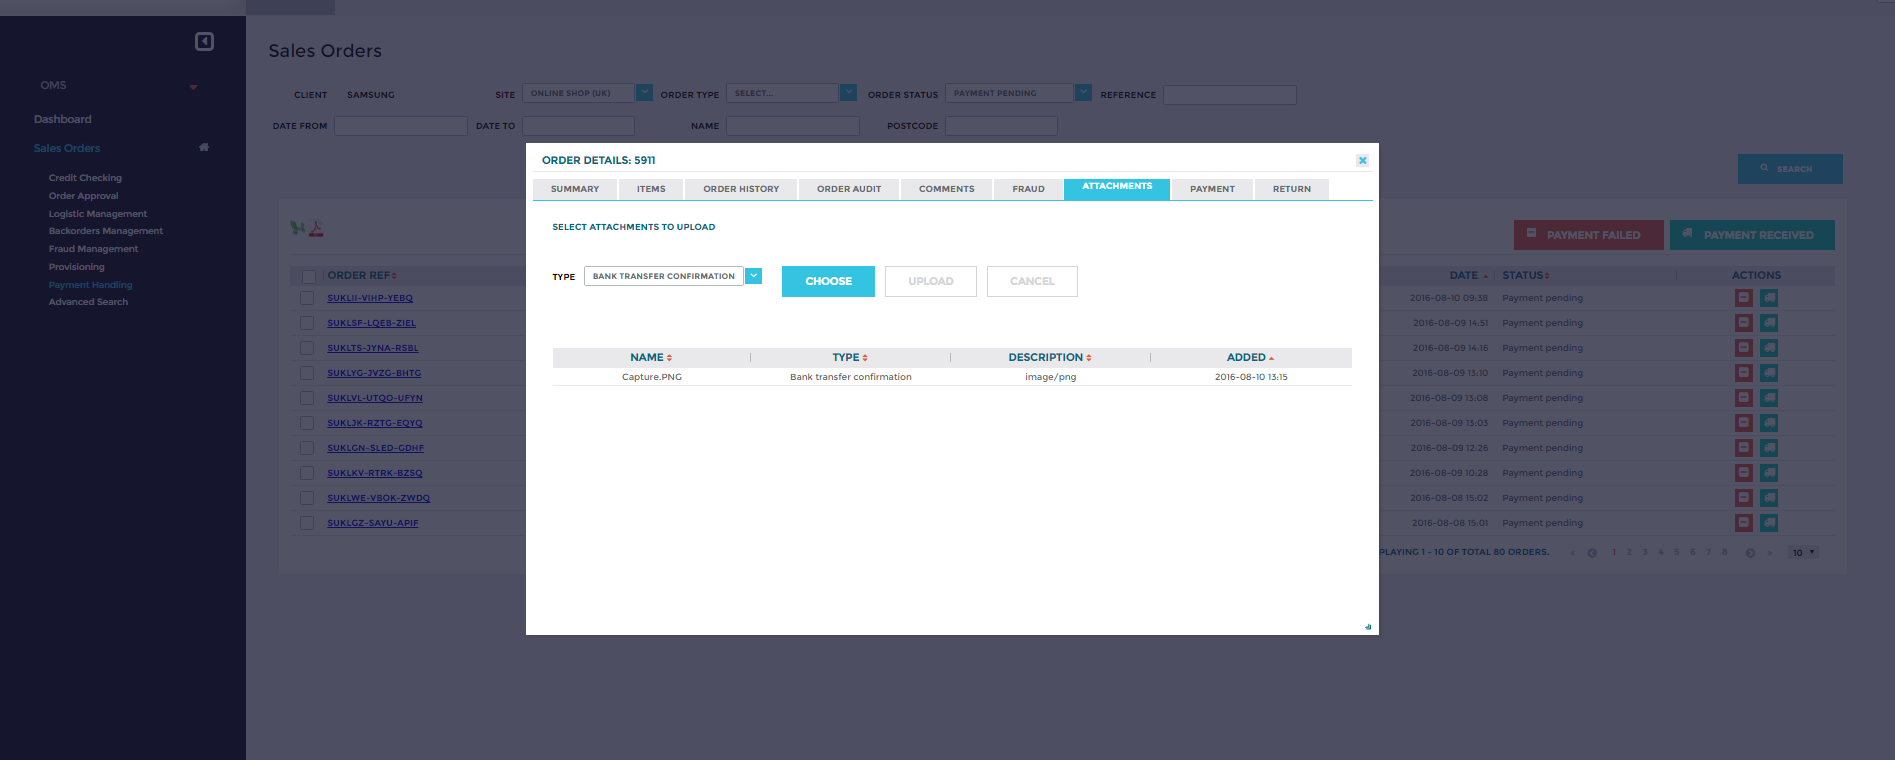 Sales Orders
OMS
Dashboard
Sales Orders
Credit Checking
Order Approval
Logistic Management
Backorders Management
Fraud Management
Provisioning
Payment Handling
Advanced Search
CLIENT SAMSUNG SITE ONLINE SHOP (UK) ORDER TYPE SELECT... ORDER STATUS PAYMENT PENDING REFERENCE
DATE FROM DATE TO NAME POSTCODE
SEARCH
PAYMENT FAILED PAYMENT RECEIVED
ORDER REF DATE STATUS ACTIONS
SUKLII-VIHP-YEBQ 2016-08-10 09:38 Payment pending
SUKLSF-LQEB-ZIEL 2016-08-09 14:51 Payment pending
SUKLTS-JYNA-RSBL 2016-08-09 14:16 Payment pending
SUKLYG-JVZG-BHTG 2016-08-09 13:10 Payment pending
SUKLVL-UTQO-UFYN 2016-08-09 13:08 Payment pending
SUKLJK-RZTG-EQYQ 2016-08-09 13:03 Payment pending
SUKLGN-SLED-GDHF 2016-08-09 12:26 Payment pending
SUKLKV-RTRK-BZSQ 2016-08-09 10:28 Payment pending
SUKLWE-VBOK-ZWDQ 2016-08-08 15:02 Payment pending
SUKLGZ-SAYU-APIF 2016-08-08 15:01 Payment pending
PLAYING 1 - 10 OF TOTAL 80 ORDERS. « 1 2 3 4 5 6 7 8 » 10
ORDER DETAILS: 5911
SUMMARY ITEMS ORDER HISTORY ORDER AUDIT COMMENTS FRAUD ATTACHMENTS PAYMENT RETURN
SELECT ATTACHMENTS TO UPLOAD
TYPE BANK TRANSFER CONFIRMATION CHOOSE UPLOAD CANCEL
NAME TYPE DESCRIPTION ADDED
Capture.PNG Bank transfer confirmation image/png 2016-08-10 13:15